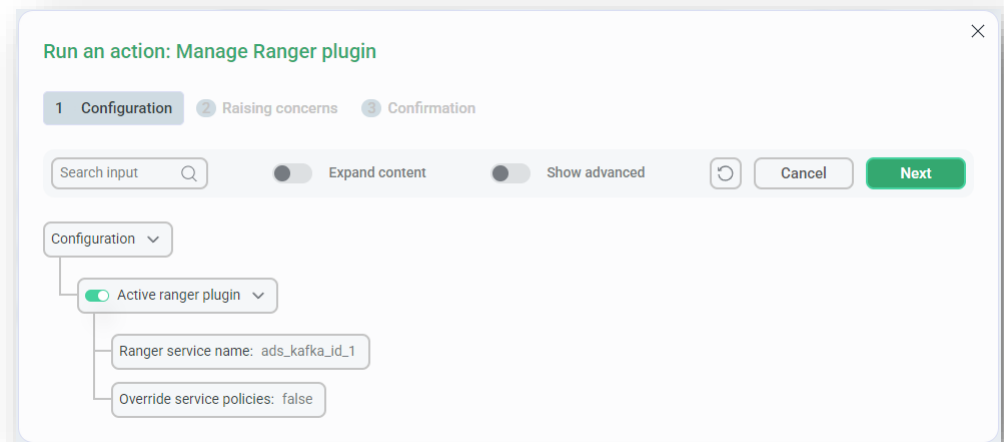 Run an action: Manage Ranger plugin
1 Configuration 2 Raising concerns 3 Confirmation
Search input Expand content Show advanced Cancel Next
Configuration
Active ranger plugin
Ranger service name: ads_kafka_id_1
Override service policies: false